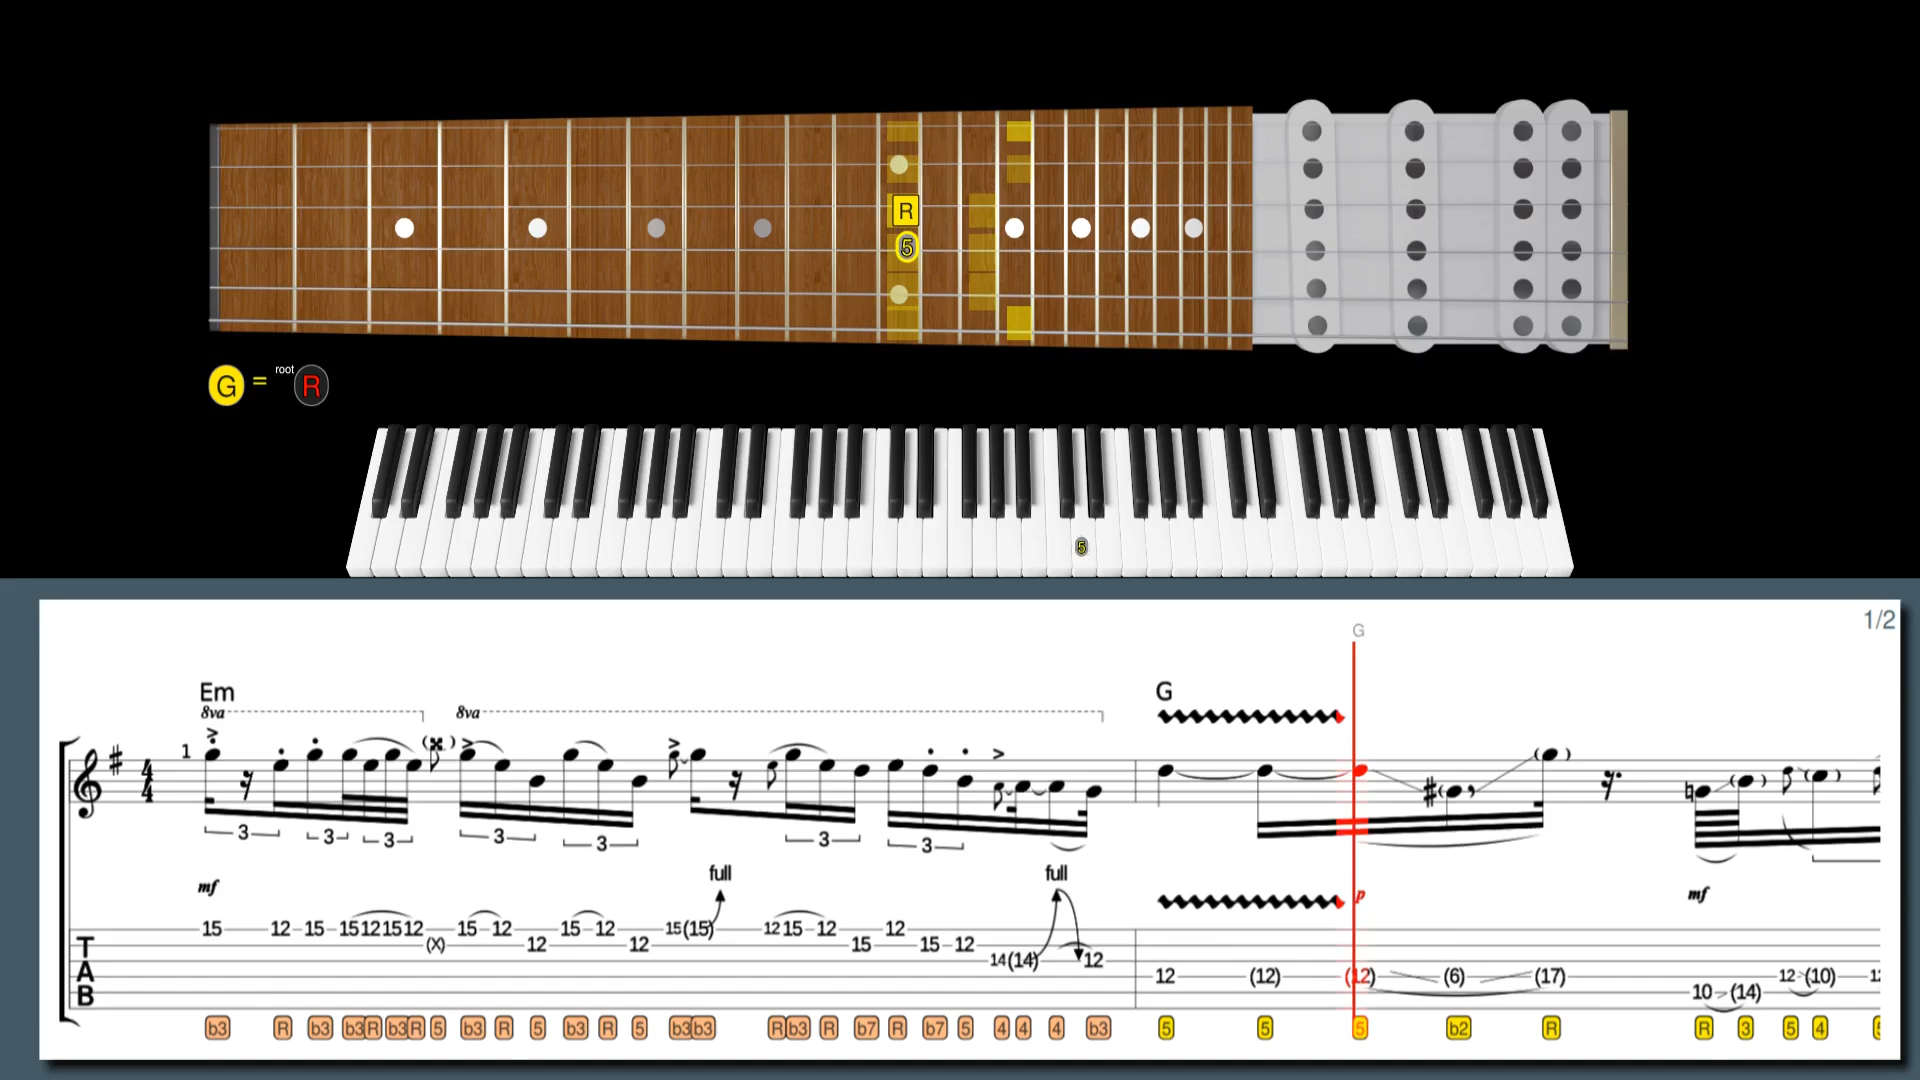 R
5
G = root R
5
1/2
G
Em G
8va 8va
1
4
4
3 3 3 3 3 3 3
full full
mf p mf
15 12 15 15 12 15 12 15 12 15 12 15 (15) 12 15 12 12
(X) 12 12 15 15 12
14 (14) 12
12 (12) (12) (6) (17) 12 (10) 12
10 (14)
T
A
B
b3 R b3 b3 R b3 R 5 b3 R 5 b3 R 5 b3 b3 R b3 R b7 R b7 5 4 4 4 b3 5 5 5 b2 R R 3 5 4